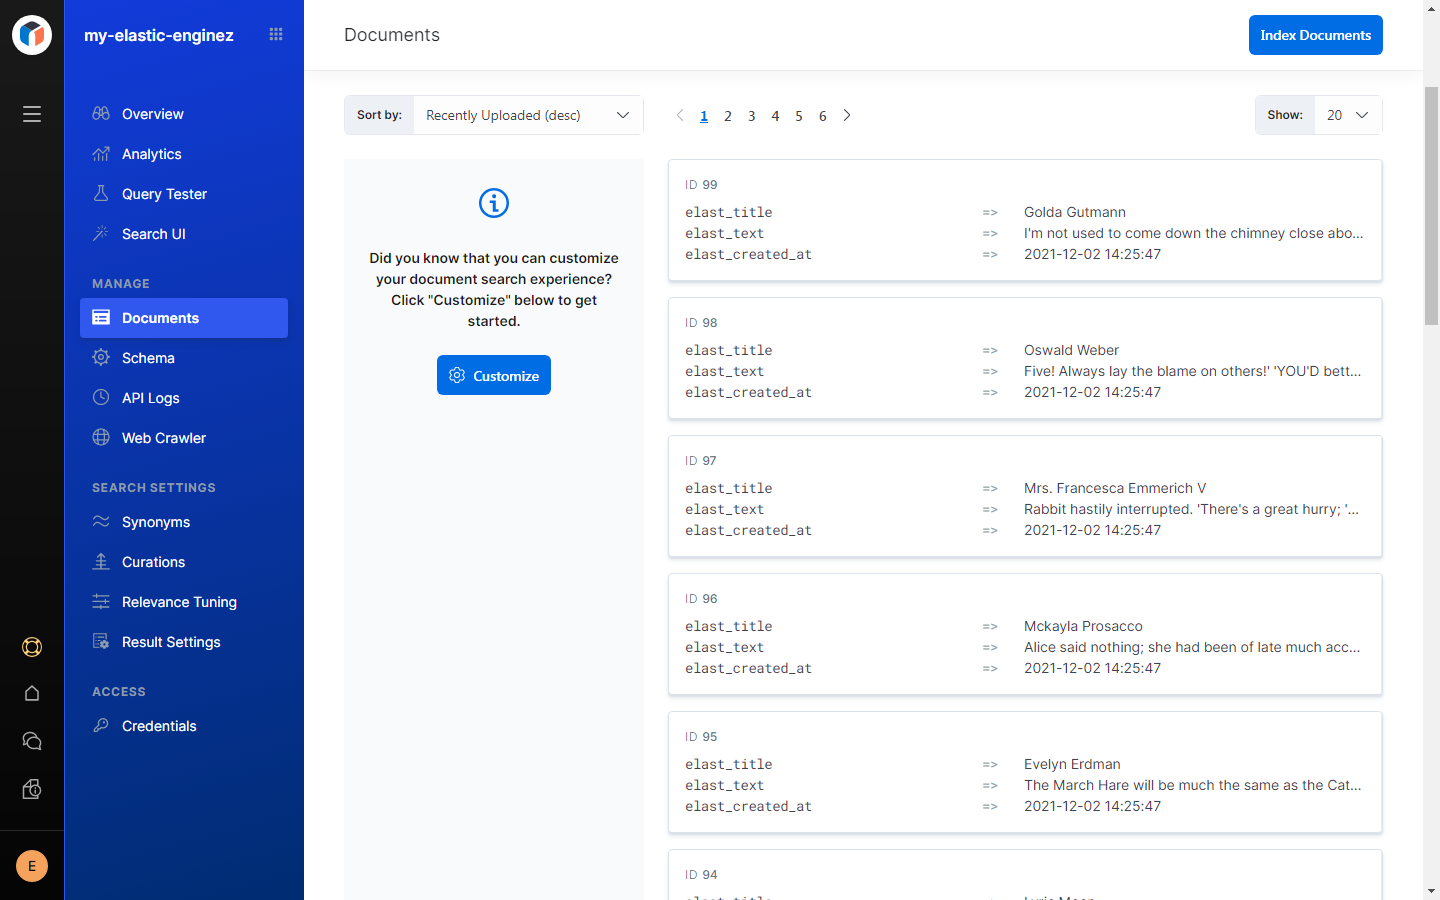 my-elastic-enginez
Documents
Index Documents
Overview
Analytics
Query Tester
Search UI
MANAGE
Documents
Schema
API Logs
Web Crawler
SEARCH SETTINGS
Synonyms
Curations
Relevance Tuning
Result Settings
ACCESS
Credentials
E
Sort by: Recently Uploaded (desc)
1 2 3 4 5 6
Show: 20
Did you know that you can customize
your document search experience?
Click "Customize" below to get
started.
Customize
ID 99
elast_title => Golda Gutmann
elast_text => I'm not used to come down the chimney close abo...
elast_created_at => 2021-12-02 14:25:47
ID 98
elast_title => Oswald Weber
elast_text => Five! Always lay the blame on others!' 'YOU'D bett...
elast_created_at => 2021-12-02 14:25:47
ID 97
elast_title => Mrs. Francesca Emmerich V
elast_text => Rabbit hastily interrupted. 'There's a great hurry; '...
elast_created_at => 2021-12-02 14:25:47
ID 96
elast_title => Mckayla Prosacco
elast_text => Alice said nothing; she had been of late much acc...
elast_created_at => 2021-12-02 14:25:47
ID 95
elast_title => Evelyn Erdman
elast_text => The March Hare will be much the same as the Cat...
elast_created_at => 2021-12-02 14:25:47
ID 94